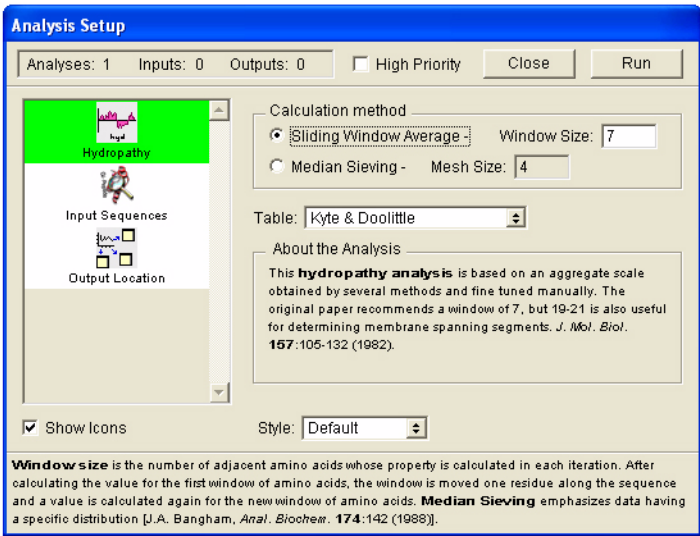 Analysis Setup
Analyses: 1 Inputs: 0 Outputs: 0 High Priority Close Run
hyd
Hydropathy
Input Sequences
Output Location
Show Icons
Calculation method
Sliding Window Average - Window Size: 7
Median Sieving - Mesh Size: 4
Table: Kyte & Doolittle
About the Analysis
This hydropathy analysis is based on an aggregate scale
obtained by several methods and fine tuned manually. The
original paper recommends a window of 7, but 19-21 is also useful
for determining membrane spanning segments. J. Mol. Biol.
157:105-132 (1982).
Style: Default
Window size is the number of adjacent amino acids whose property is calculated in each iteration. After
calculating the value for the first window of amino acids, the window is moved one residue along the sequence
and a value is calculated again for the new window of amino acids. Median Sieving emphasizes data having
a specific distribution [J.A. Bangham, Anal. Biochem. 174:142 (1988)].